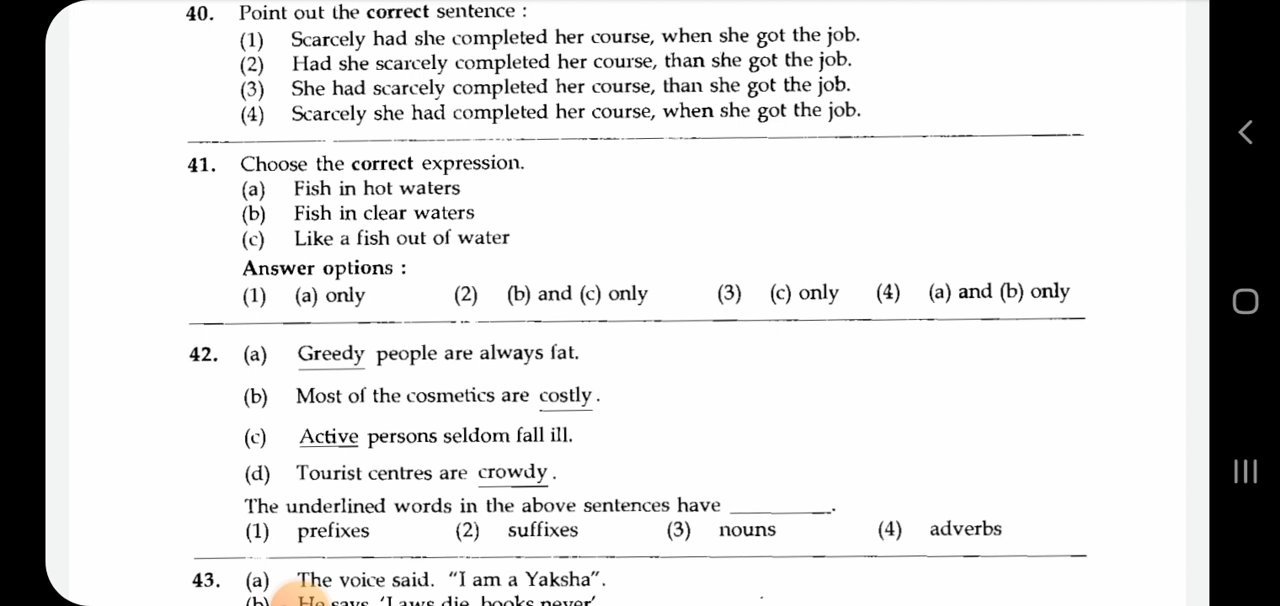 40. Point out the correct sentence :
(1) Scarcely had she completed her course, when she got the job.
(2) Had she scarcely completed her course, than she got the job.
(3) She had scarcely completed her course, than she got the job.
(4) Scarcely she had completed her course, when she got the job.
41. Choose the correct expression.
(a) Fish in hot waters
(b) Fish in clear waters
(c) Like a fish out of water
Answer options :
(1) (a) only (2) (b) and (c) only (3) (c) only (4) (a) and (b) only
42. (a) Greedy people are always fat.
(b) Most of the cosmetics are costly.
(c) Active persons seldom fall ill.
(d) Tourist centres are crowdy.
The underlined words in the above sentences have ________.
(1) prefixes (2) suffixes (3) nouns (4) adverbs
43. (a) The voice said. "I am a Yaksha".
(b) He says, 'Laws die, books never'